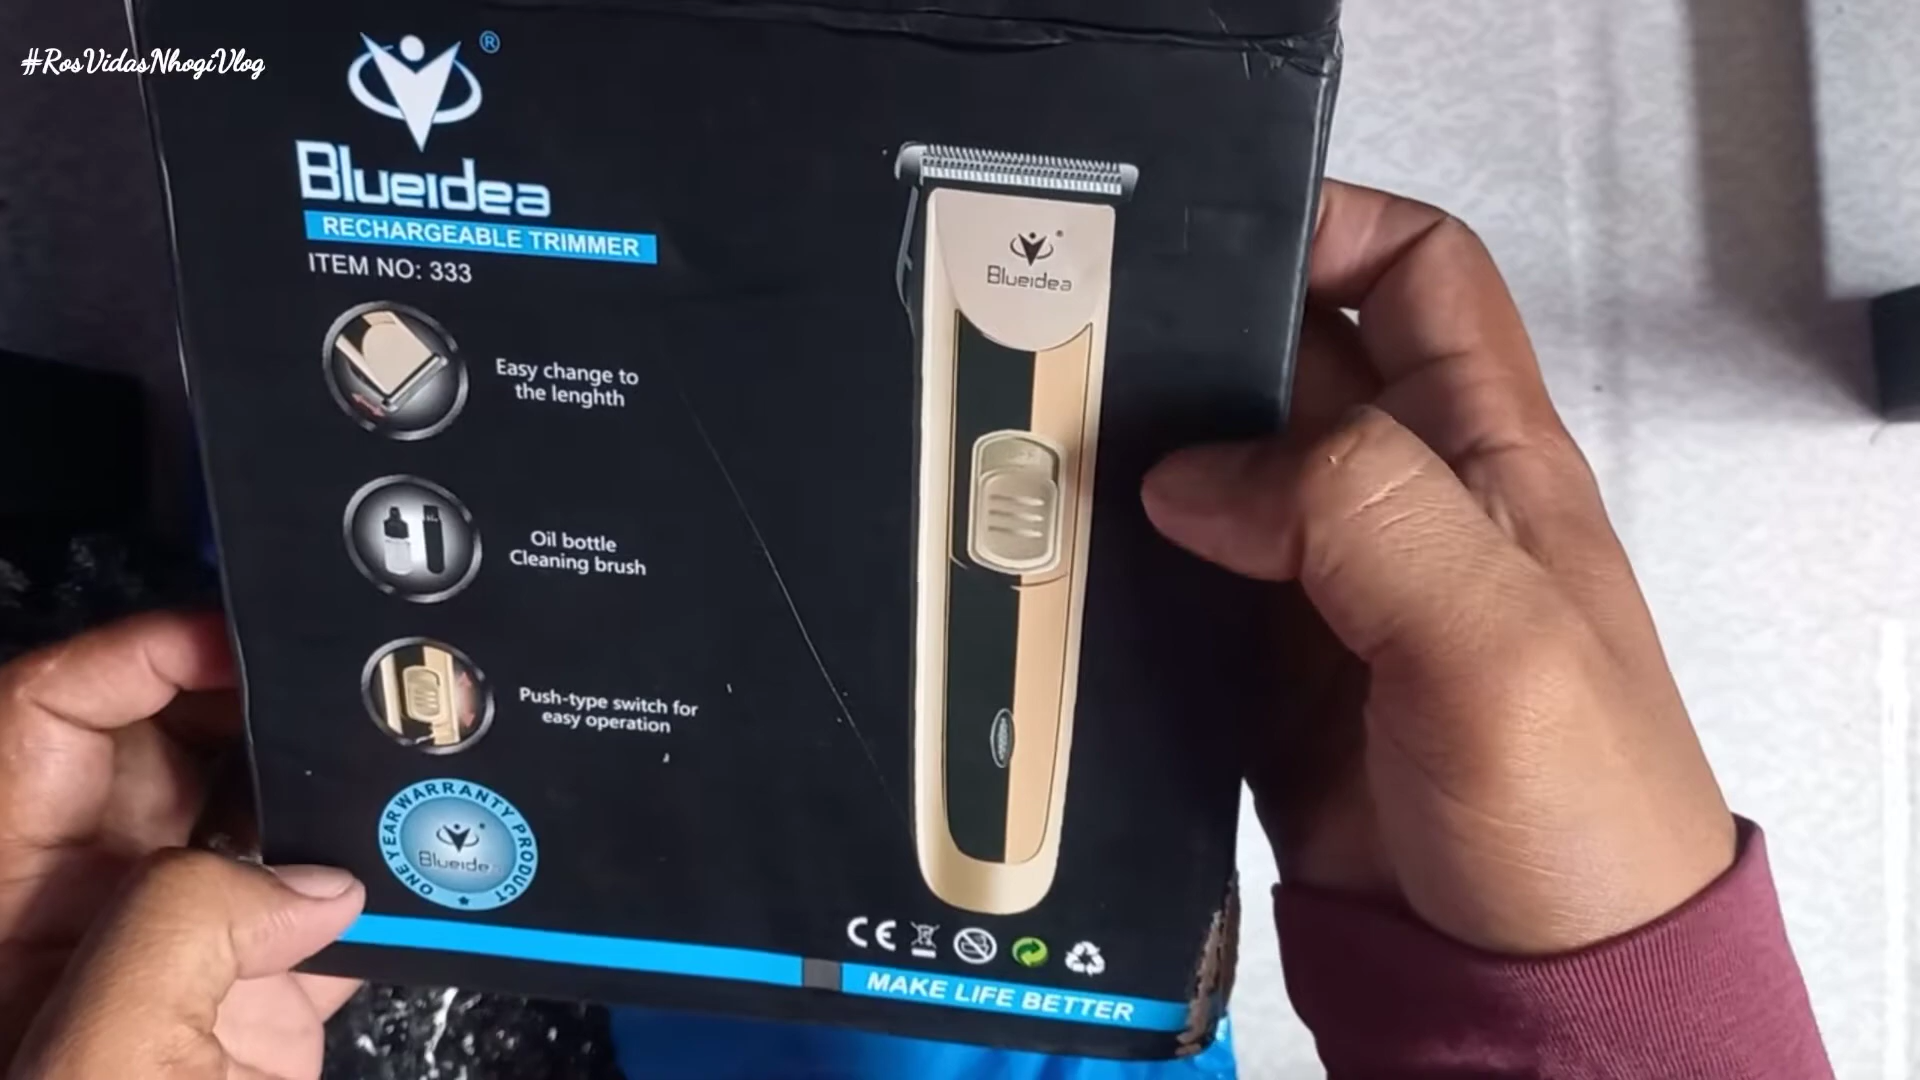 #RosVidasNhogiVlog
®
Blueidea
RECHARGEABLE TRIMMER
ITEM NO: 333
Easy change to
the lenghth
Oil bottle
Cleaning brush
Push-type switch for
easy operation
ONE YEAR WARRANTY PRODUCT
Blueidea
Blueidea
CE
MAKE LIFE BETTER